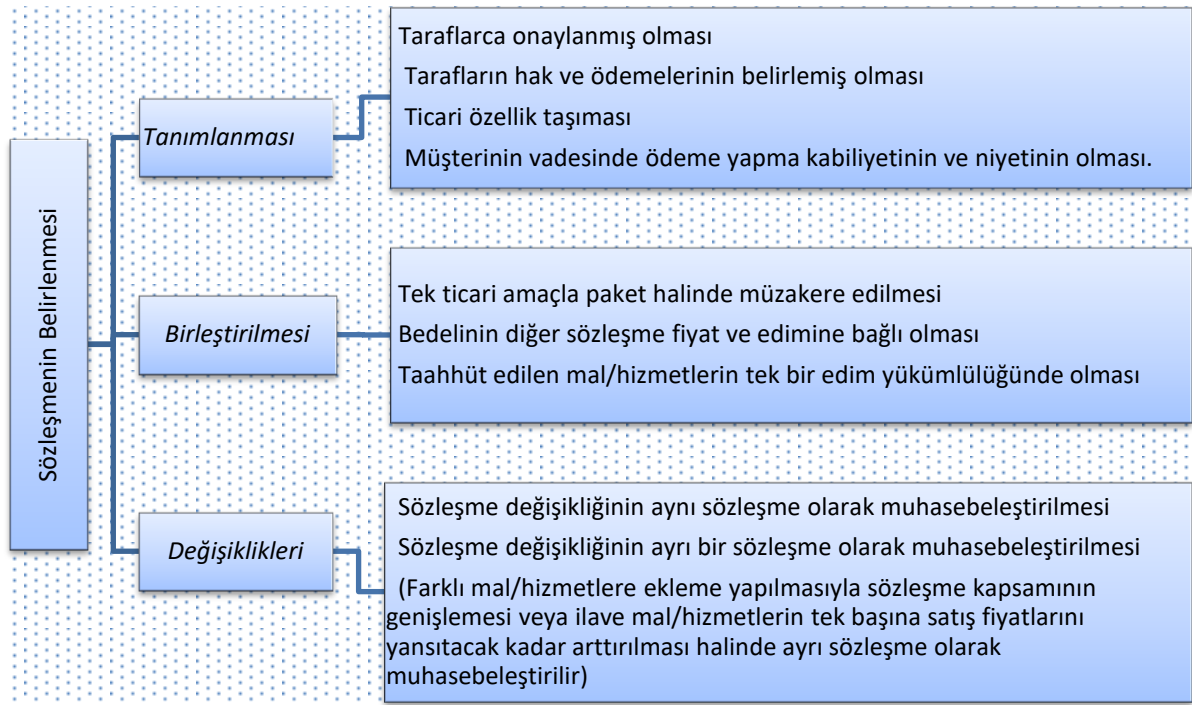 Sözleşmenin Belirlenmesi
Tanımlanması
Taraflarca onaylanmış olması
Tarafların hak ve ödemelerinin belirlemiş olması
Ticari özellik taşıması
Müşterinin vadesinde ödeme yapma kabiliyetinin ve niyetinin olması.
Birleştirilmesi
Tek ticari amaçla paket halinde müzakere edilmesi
Bedelinin diğer sözleşme fiyat ve edimine bağlı olması
Taahhüt edilen mal/hizmetlerin tek bir edim yükümlülüğünde olması
Değişiklikleri
Sözleşme değişikliğinin aynı sözleşme olarak muhasebeleştirilmesi
Sözleşme değişikliğinin ayrı bir sözleşme olarak muhasebeleştirilmesi
(Farklı mal/hizmetlere ekleme yapılmasıyla sözleşme kapsamının
genişlemesi veya ilave mal/hizmetlerin tek başına satış fiyatlarını
yansıtacak kadar arttırılması halinde ayrı sözleşme olarak
muhasebeleştirilir)